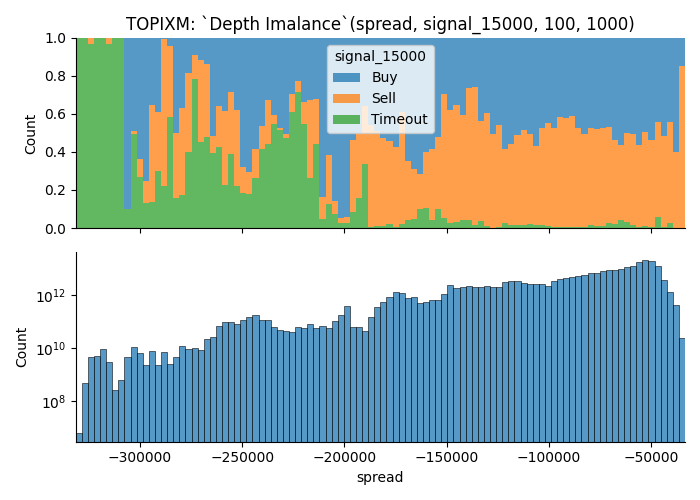 TOPIXM: `Depth Imalance`(spread, signal_15000, 100, 1000)
signal_15000
Buy
Sell
Timeout
Count
1.0
0.8
0.6
0.4
0.2
0.0
Count
10^12
10^10
10^8
−300000 −250000 −200000 −150000 −100000 −50000
spread